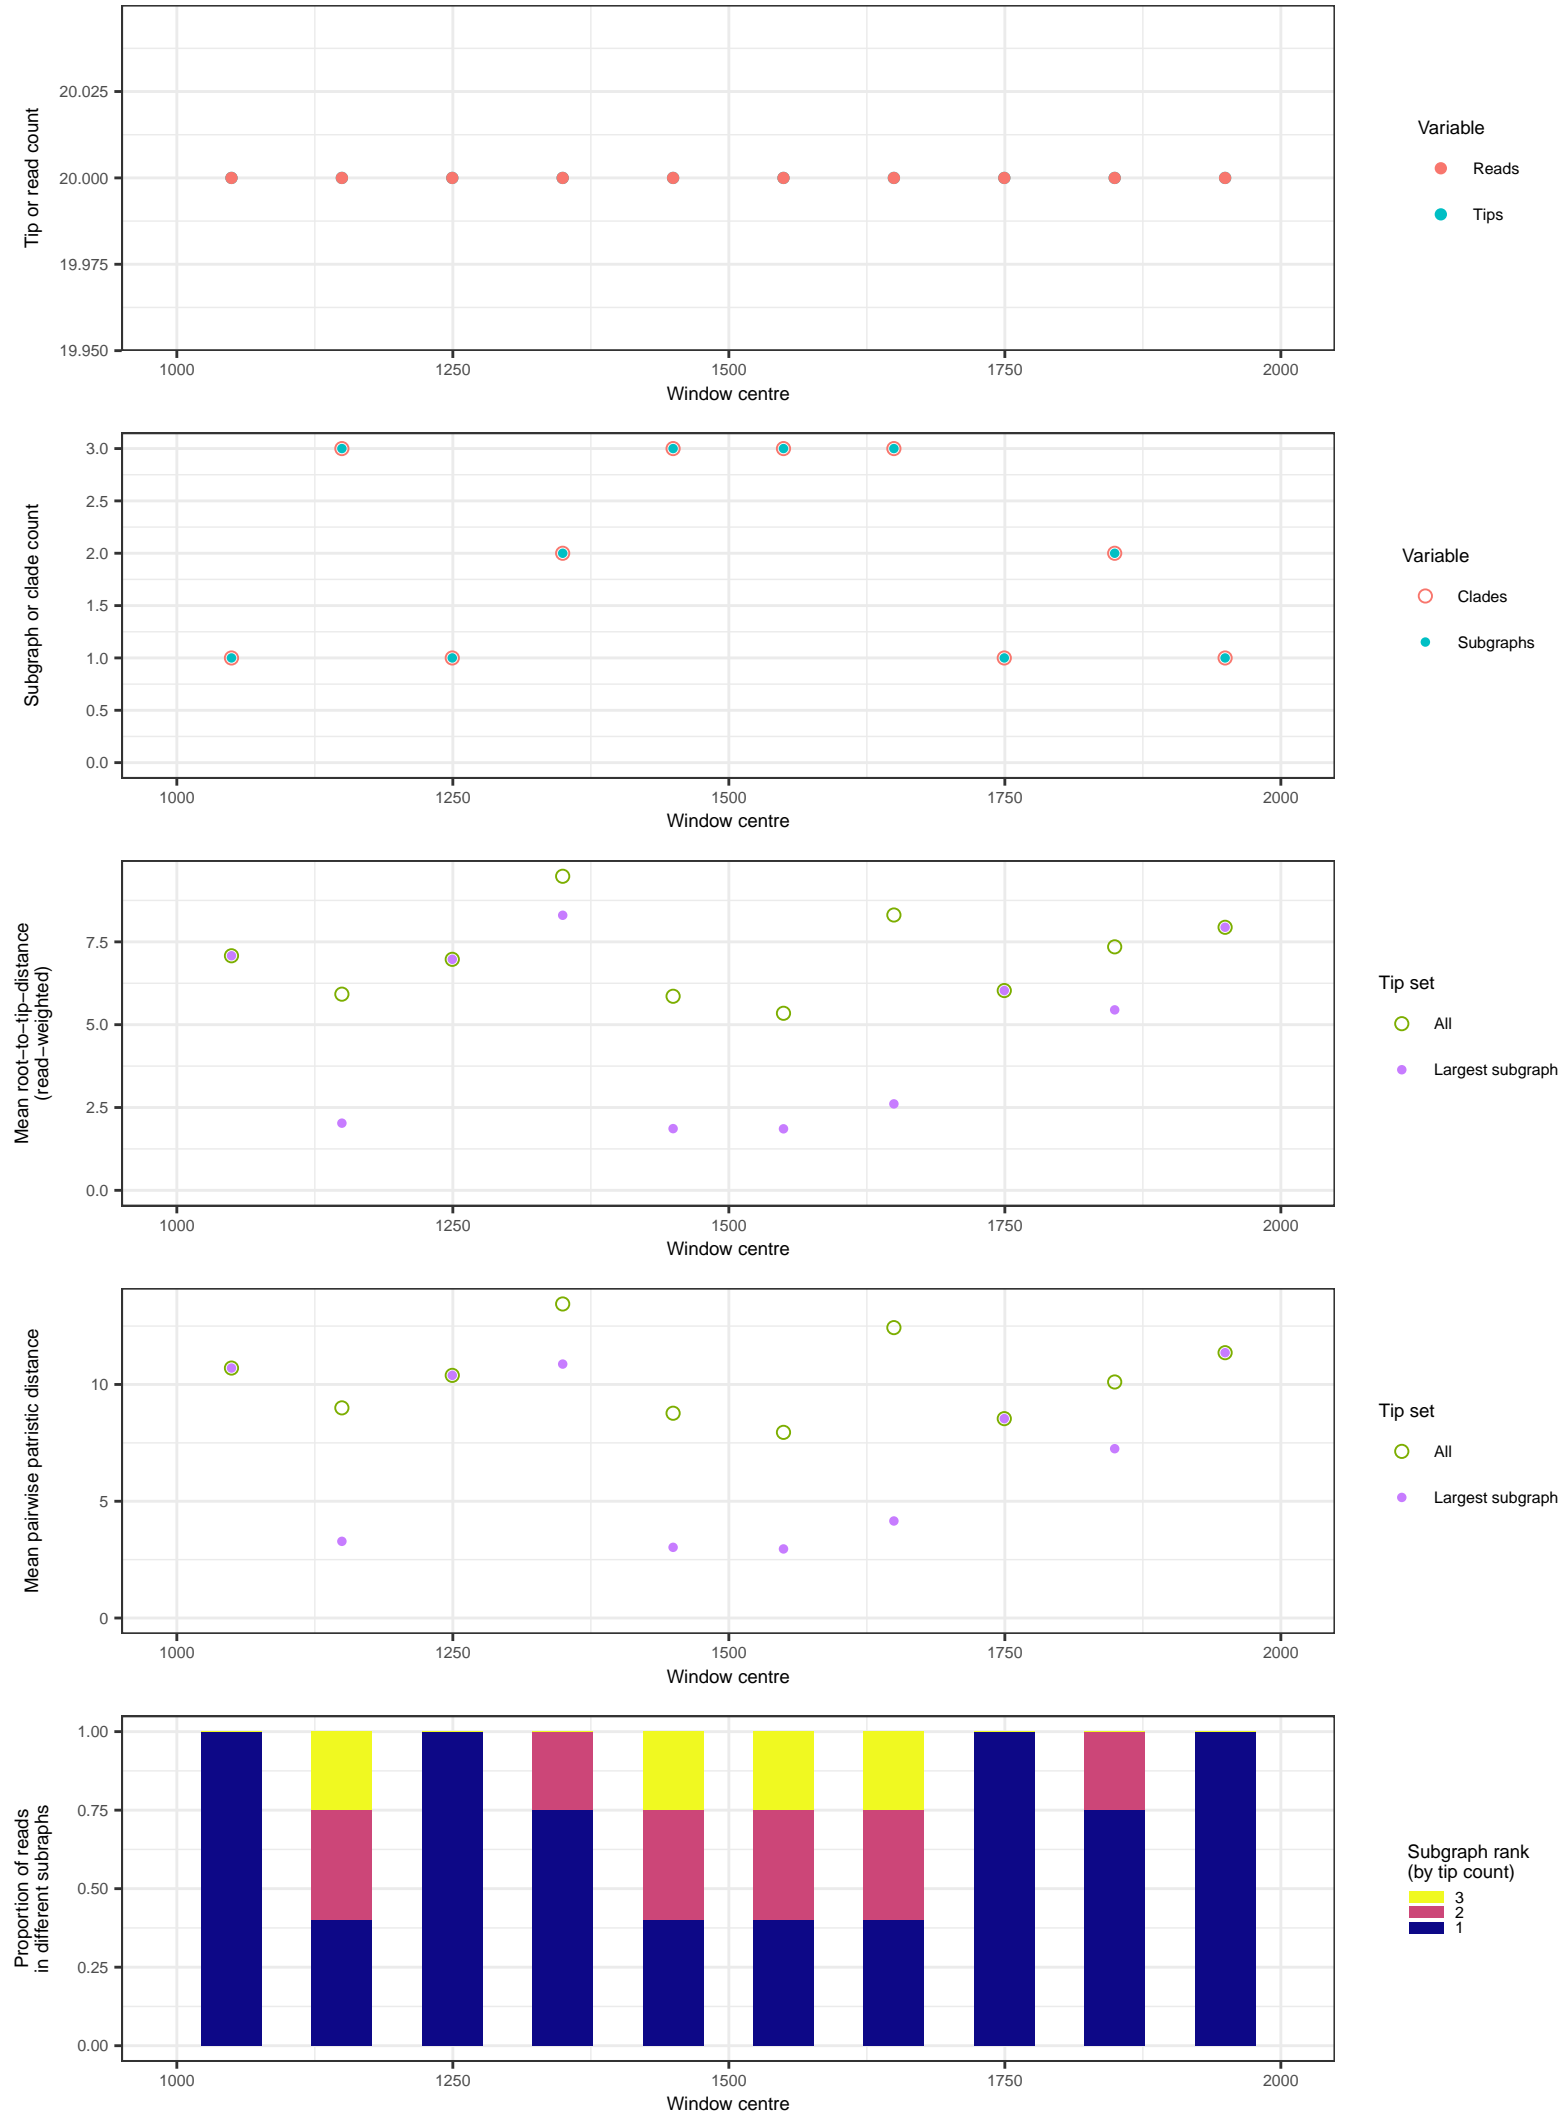 Tip or read count
20.025
20.000
19.975
19.950
1000 1250 1500 1750 2000
Window centre
Variable
Reads
Tips
Subgraph or clade count
3.0
2.5
2.0
1.5
1.0
0.5
0.0
1000 1250 1500 1750 2000
Window centre
Variable
Clades
Subgraphs
Mean root−to−tip−distance
(read−weighted)
7.5
5.0
2.5
0.0
1000 1250 1500 1750 2000
Window centre
Tip set
All
Largest subgraph
Mean pairwise patristic distance
10
5
0
1000 1250 1500 1750 2000
Window centre
Tip set
All
Largest subgraph
Proportion of reads
in different subraphs
1.00
0.75
0.50
0.25
0.00
1000 1250 1500 1750 2000
Window centre
Subgraph rank
(by tip count)
3
2
1